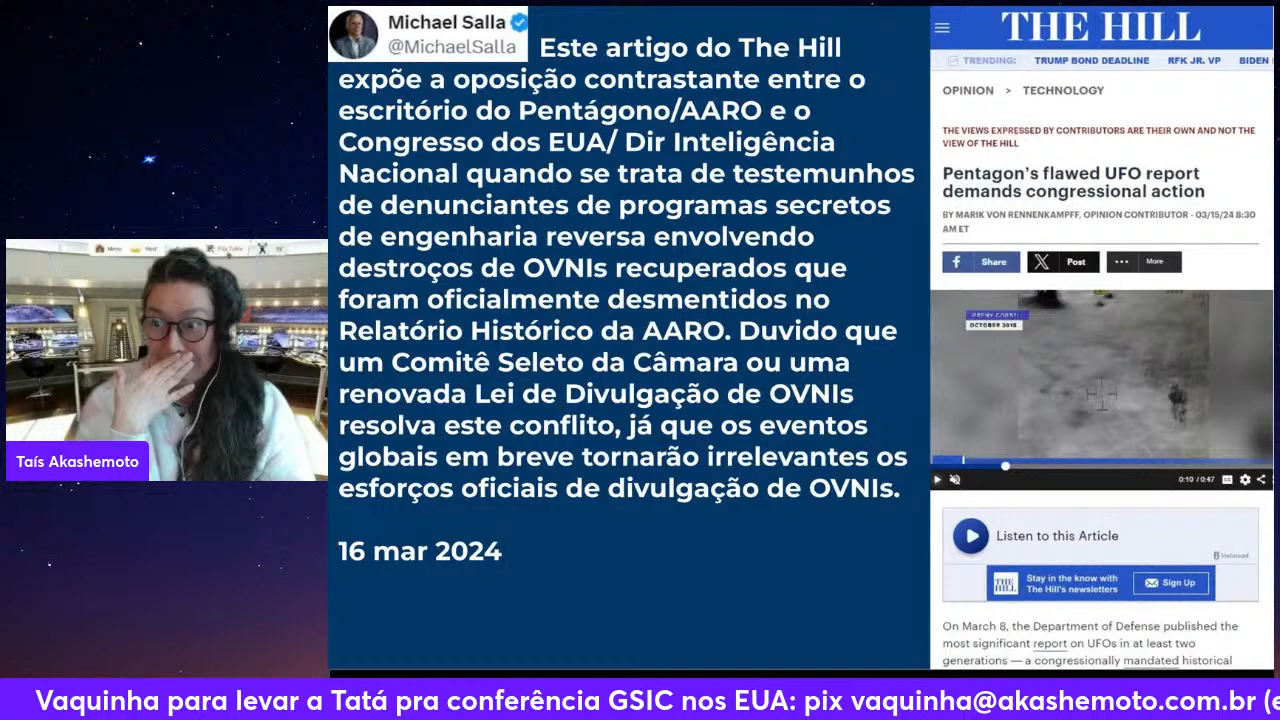 Michael Salla
@MichaelSalla
Este artigo do The Hill
expõe a oposição contrastante entre o
escritório do Pentágono/AARO e o
Congresso dos EUA/ Dir Inteligência
Nacional quando se trata de testemunhos
de denunciantes de programas secretos
de engenharia reversa envolvendo
destroços de OVNIs recuperados que
foram oficialmente desmentidos no
Relatório Histórico da AARO. Duvido que
um Comitê Seleto da Câmara ou uma
renovada Lei de Divulgação de OVNIs
resolva este conflito, já que os eventos
globais em breve tornarão irrelevantes os
esforços oficiais de divulgação de OVNIs.
16 mar 2024
THE HILL
TRENDING: TRUMP BOND DEADLINE RFK JR. VP BIDEN
OPINION > TECHNOLOGY
THE VIEWS EXPRESSED BY CONTRIBUTORS ARE THEIR OWN AND NOT THE
VIEW OF THE HILL
Pentagon's flawed UFO report
demands congressional action
BY MARIK VON RENNENKAMPFF, OPINION CONTRIBUTOR - 03/15/24 8:30
AM ET
Share
Post
More
JEREMY CORBELL
OCTOBER 2018
0:10 / 0:47
Listen to this Article
Instaread
THE HILL
Stay in the know with
The Hill's newsletters
Sign Up
On March 8, the Department of Defense published the
most significant report on UFOs in at least two
generations — a congressionally mandated historical
Taís Akashemoto
Vaquinha para levar a Tatá pra conferência GSIC nos EUA: pix vaquinha@akashemoto.com.br (e